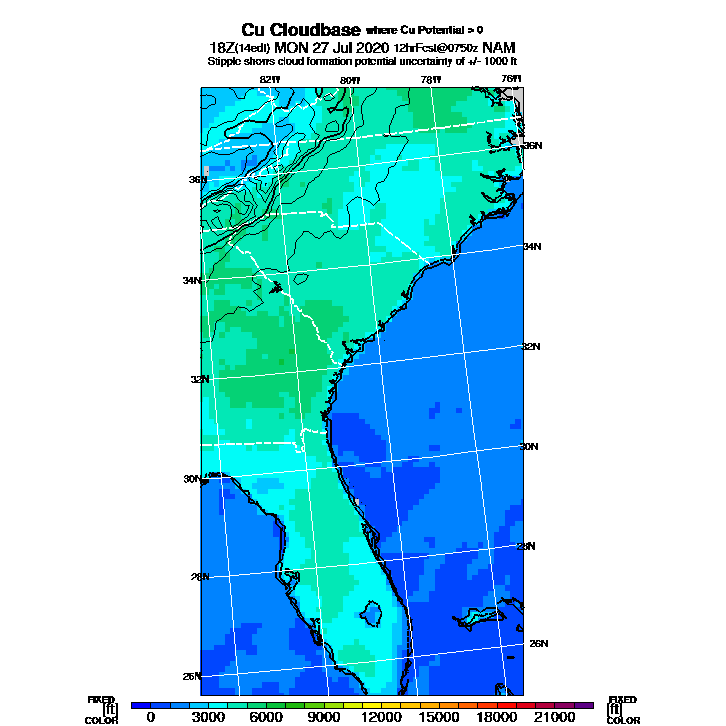 Cu Cloudbase where Cu Potential > 0
18Z(14edt) MON 27 Jul 2020 12hrFcst@0750z NAM
Stipple shows cloud formation potential uncertainty of +/- 1000 ft
82W 80W 78W 76W
36N
36N
34N
34N
32N
32N
30N
30N
28N
28N
26N
26N
FIXED [ft] COLOR
0 3000 6000 9000 12000 15000 18000 21000
FIXED [ft] COLOR